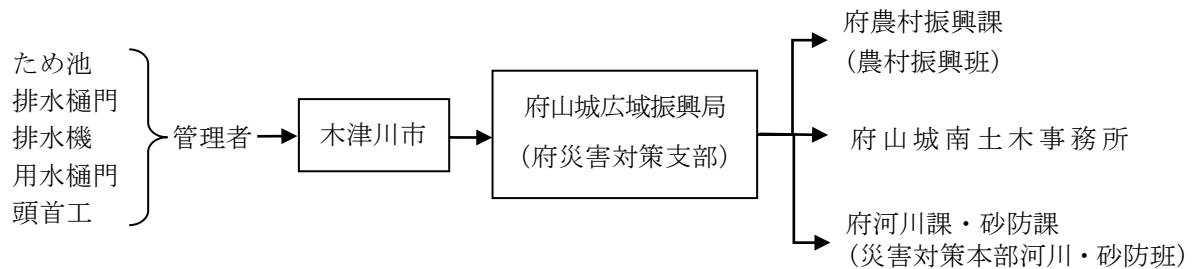 ため池
排水樋門
排水機
用水樋門
頭首工
管理者
木津川市
府山城広域振興局
（府災害対策支部）
府農村振興課
（農村振興班）
府山城南土木事務所
府河川課・砂防課
（災害対策本部河川・砂防班）